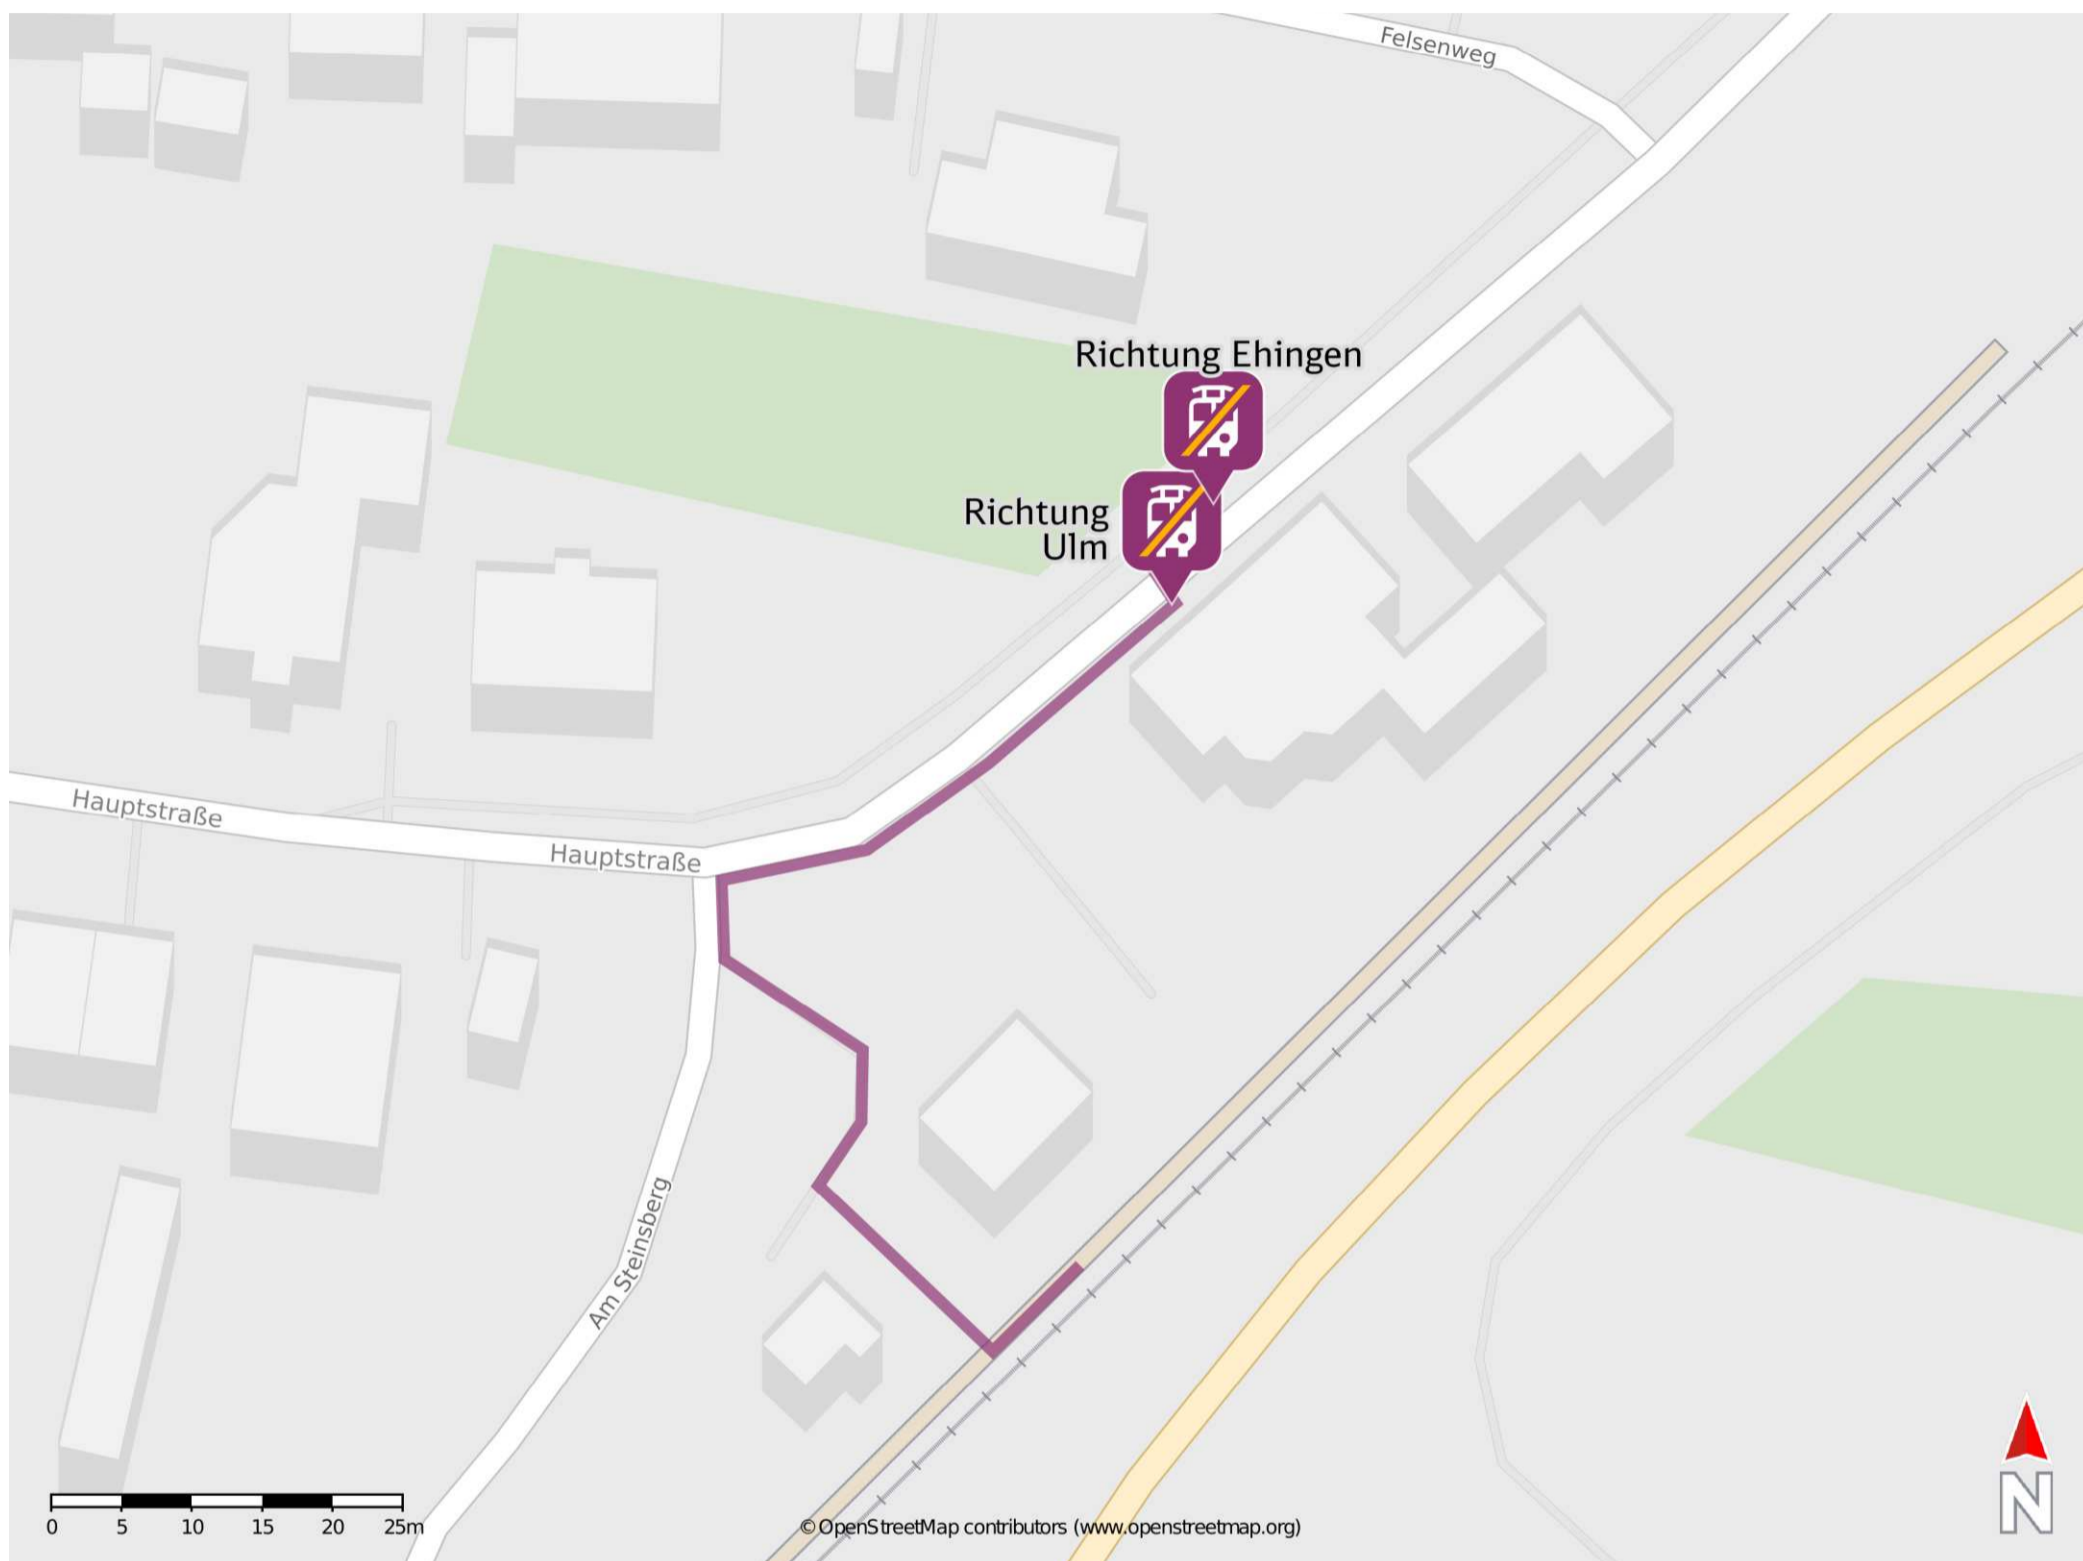 Felsenweg
Richtung Ehingen
Richtung
Ulm
Hauptstraße
Hauptstraße
Am Steinsberg
0 5 10 15 20 25m
© OpenStreetMap contributors (www.openstreetmap.org)
N